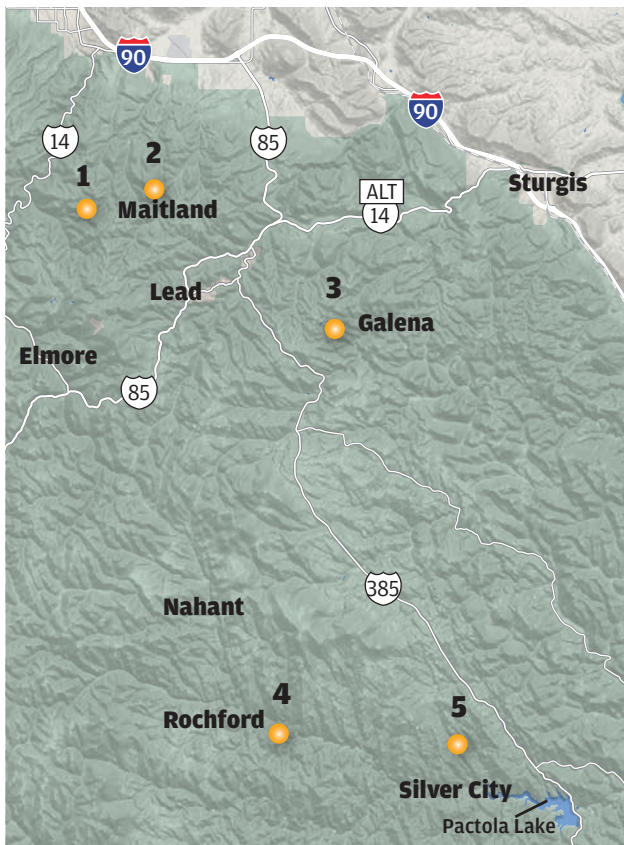 90
90
14
85
2
1
ALT
14
Sturgis
Maitland
Lead
3
Galena
Elmore
85
385
Nahant
4
Rochford
5
Silver City
Pactola Lake